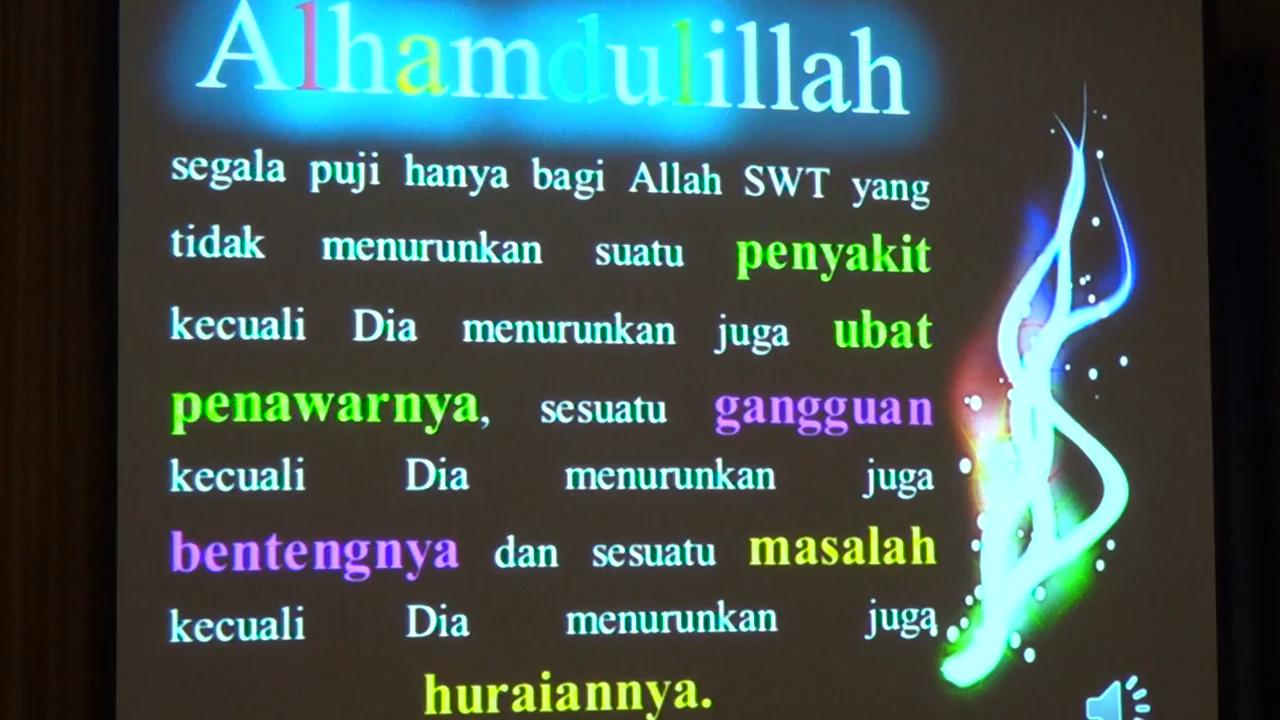 Alhamdulillah
segala puji hanya bagi Allah SWT yang
tidak menurunkan suatu penyakit
kecuali Dia menurunkan juga ubat
penawarnya, sesuatu gangguan
kecuali Dia menurunkan juga
bentengnya dan sesuatu masalah
kecuali Dia menurunkan juga
huraiannya.